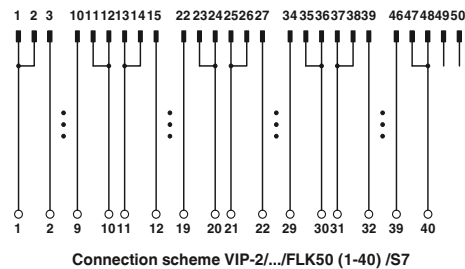 1 2 3 10 11 12 13 14 15 22 23 24 25 26 27 34 35 36 37 38 39 46 47 48 49 50
1 2 9 10 11 12 19 20 21 22 29 30 31 32 39 40
Connection scheme VIP-2/.../FLK50 (1-40) /S7